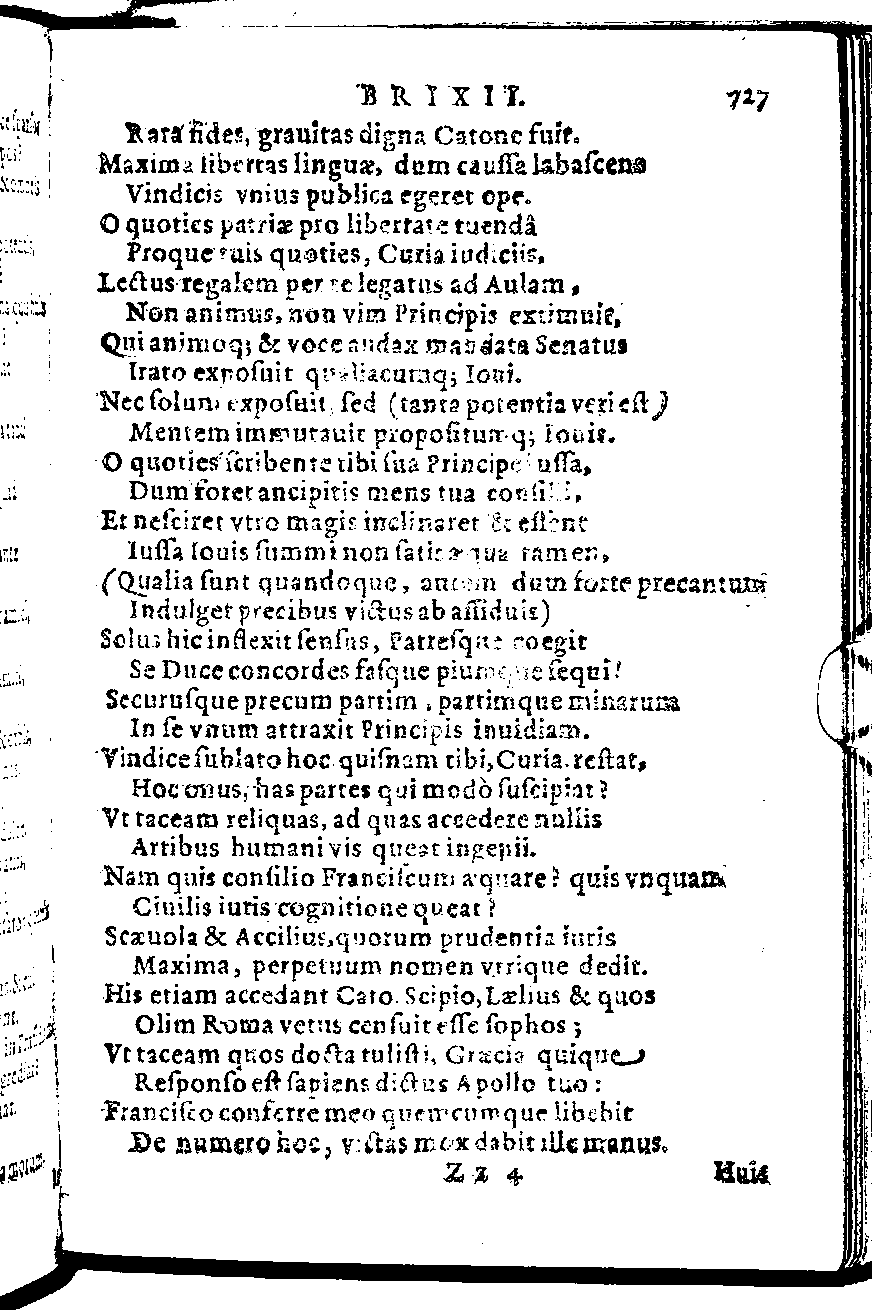 BRIXII. 727
Rara fides, grauitas digna Catone fuit.
Maxima libertas linguæ, dum cauſſa labaſcens
Vindicis vnius publica egeret ope.
O quoties patriæ pro libertate tuendâ
Proque tuis quoties, Curia iudiciis,
Lectus regalem per te legatus ad Aulam,
Non animus, non vim Principis extimuit,
Qui animoq; & voce audax mandata Senatus
Irato expoſuit qualiacumq; Ioui.
Nec ſolum expoſuit, ſed (tanta potentia veri eſt)
Mentem immutauit propoſitumq; Iouis.
O quoties ſcribente tibi ſua Principe iuſſa,
Dum foret ancipitis mens tua conſilii,
Et neſciret vtro magis inclinaret & eſſent
Iuſſa Iouis ſummi non ſatis æqua tamen,
(Qualia ſunt quandoque, dum forte precantum
Indulget precibus victus ab aſſiduis)
Solus hic inflexit ſenſus, Patreſque coegit
Se Duce concordes faſque piumque ſequi!
Securuſque precum partim, partimque minarum
In ſe vnum attraxit Principis inuidiam.
Vindice ſublato hoc quiſnam tibi, Curia reſtat,
Hoc onus, has partes qui modò ſuſcipiat?
Vt taceam reliquas, ad quas accedere nullis
Artibus humani vis queat ingenii.
Nam quis conſilio Franciſcum æquare? quis vnquam
Ciuilis iuris cognitione queat?
Scæuola & Accilius, quorum prudentia iuris
Maxima, perpetuum nomen vtrique dedit.
His etiam accedant Cato. Scipio, Lælius & quos
Olim Roma vetus cenſuit eſſe ſophos;
Vt taceam quos docta tuliſti, Græcia quique
Reſponſo eſt ſapiens dictus Apollo tuo:
Franciſco conferre meo quemcumque libebit
De numero hoc, victas mox dabit ille manus.
Z z 4 Huic